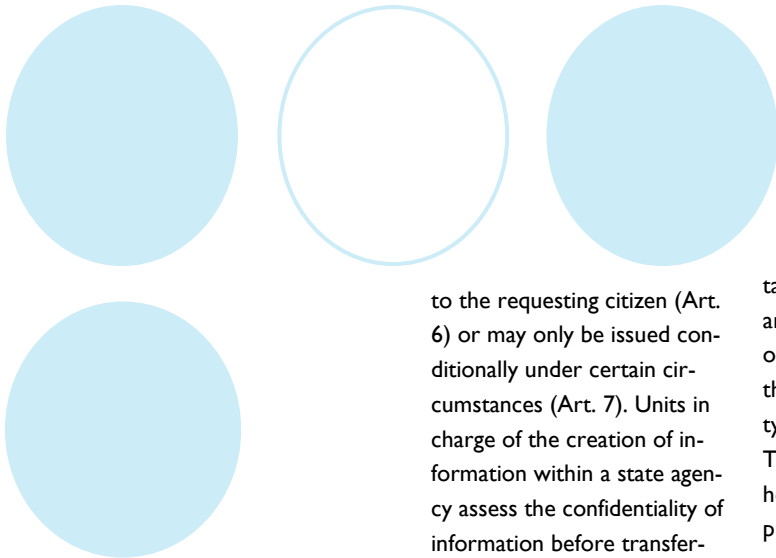 to the requesting citizen (Art.
6) or may only be issued con-
ditionally under certain cir-
cumstances (Art. 7). Units in
charge of the creation of in-
formation within a state agen-
cy assess the confidentiality of
information before transfer-